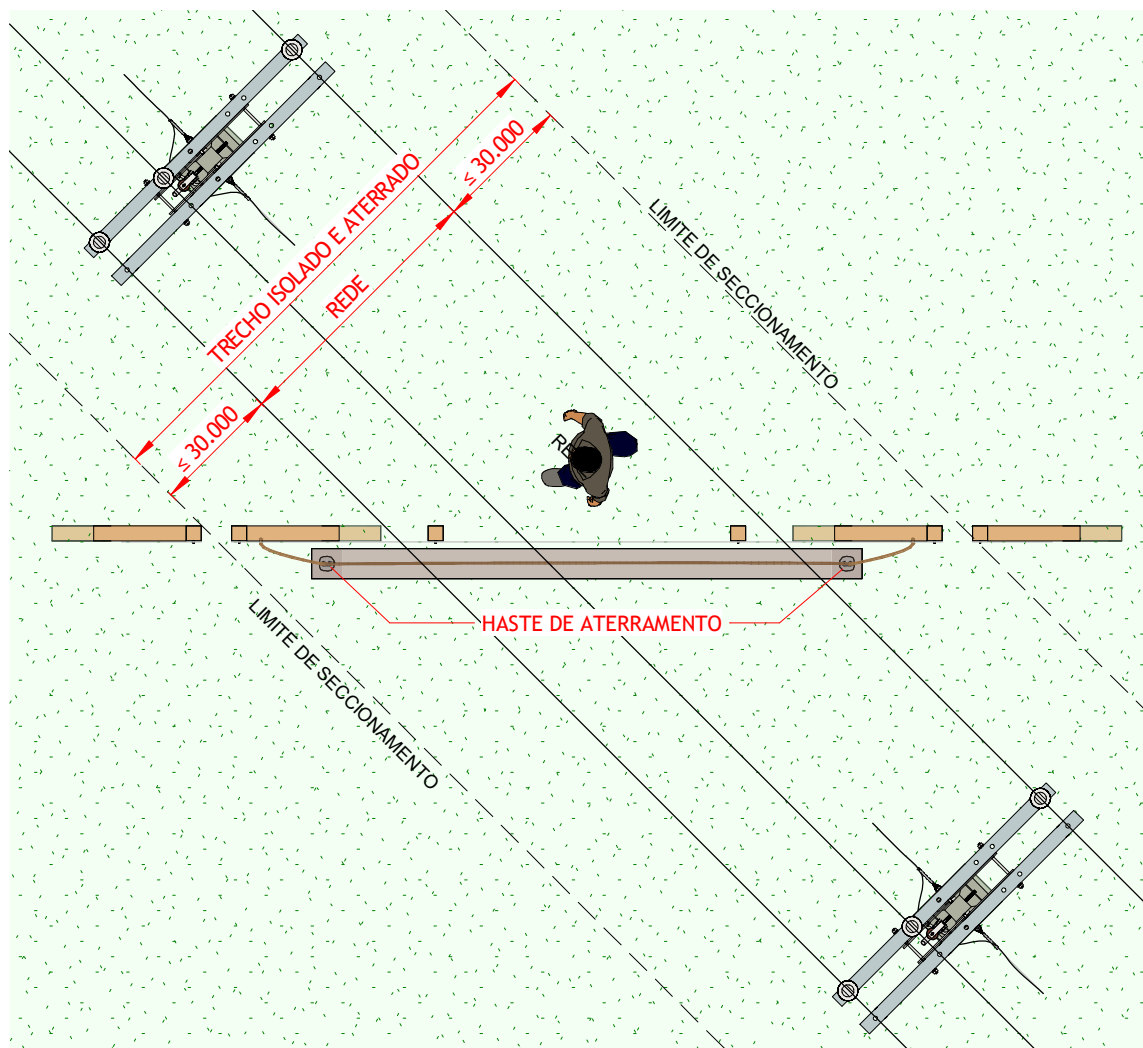 ≤ 30.000
TRECHO ISOLADO E ATERRADO
REDE
≤ 30.000
LIMITE DE SECCIONAMENTO
HASTE DE ATERRAMENTO
LIMITE DE SECCIONAMENTO